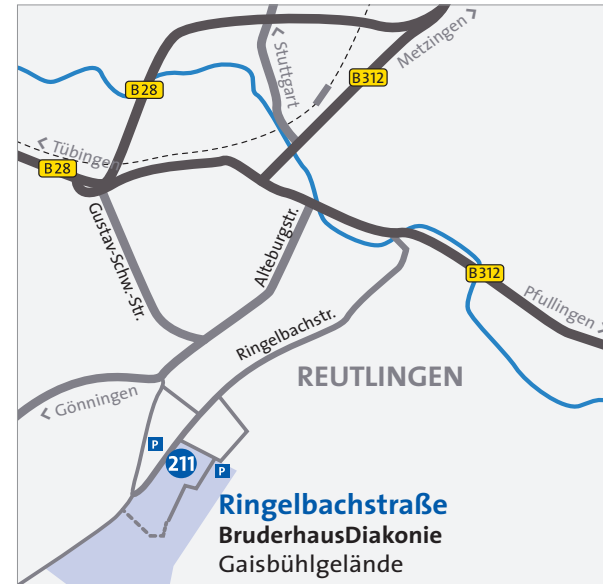 < Stuttgart
Metzingen >
B28
B312
< Tübingen
B28
Gustav-Schw.-Str.
Alteburgstr.
B312
Pfullingen >
Ringelbachstr.
REUTLINGEN
< Gönningen
P
211
P
Ringelbachstraße
BruderhausDiakonie
Gaisbühlgelände